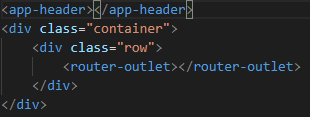 <app-header></app-header>
<div class="container">
    <div class="row">
        <router-outlet></router-outlet>
    </div>
</div>